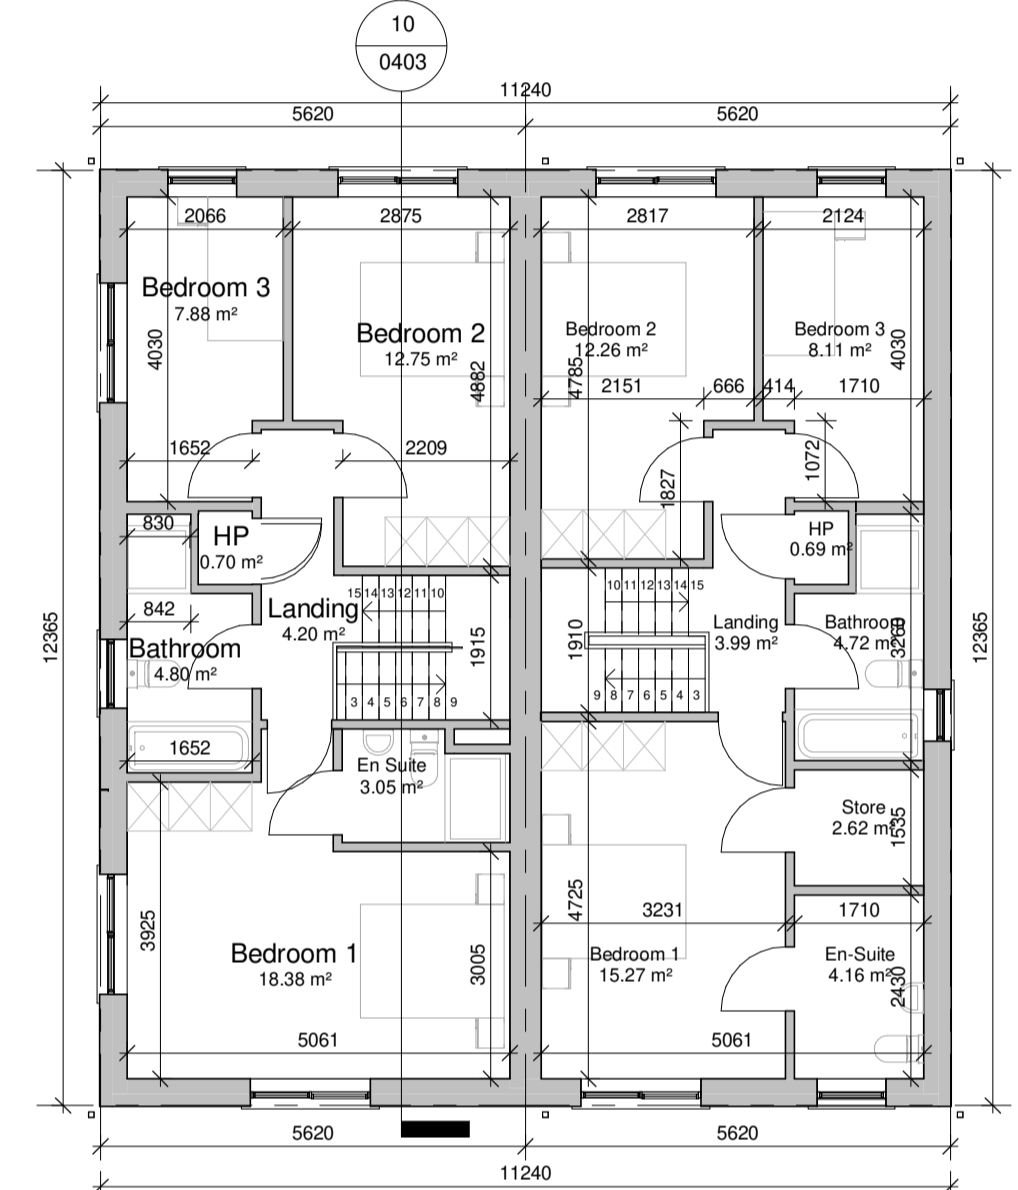 10
0403
11240
5620
5620
2066
2875
2817
2124
Bedroom 3
7.88 m²
Bedroom 2
12.75 m²
Bedroom 2
12.26 m²
Bedroom 3
8.11 m²
4030
4882
4785
4030
2151
666
414
1710
1652
2209
1827
1072
830
HP
0.70 m²
HP
0.69 m²
842
Landing
4.20 m²
15 14 13 12 11 10
10 11 12 13 14 15
Landing
3.99 m²
Bathroom
4.72 m²
3260
Bathroom
4.80 m²
1915
1910
12365
12365
3 4 5 6 7 8 9
9 8 7 6 5 4 3
1652
En Suite
3.05 m²
Store
2.62 m²
1535
3925
4725
3231
1710
Bedroom 1
18.38 m²
3005
Bedroom 1
15.27 m²
En-Suite
4.16 m²
2430
5061
5061
5620
5620
11240